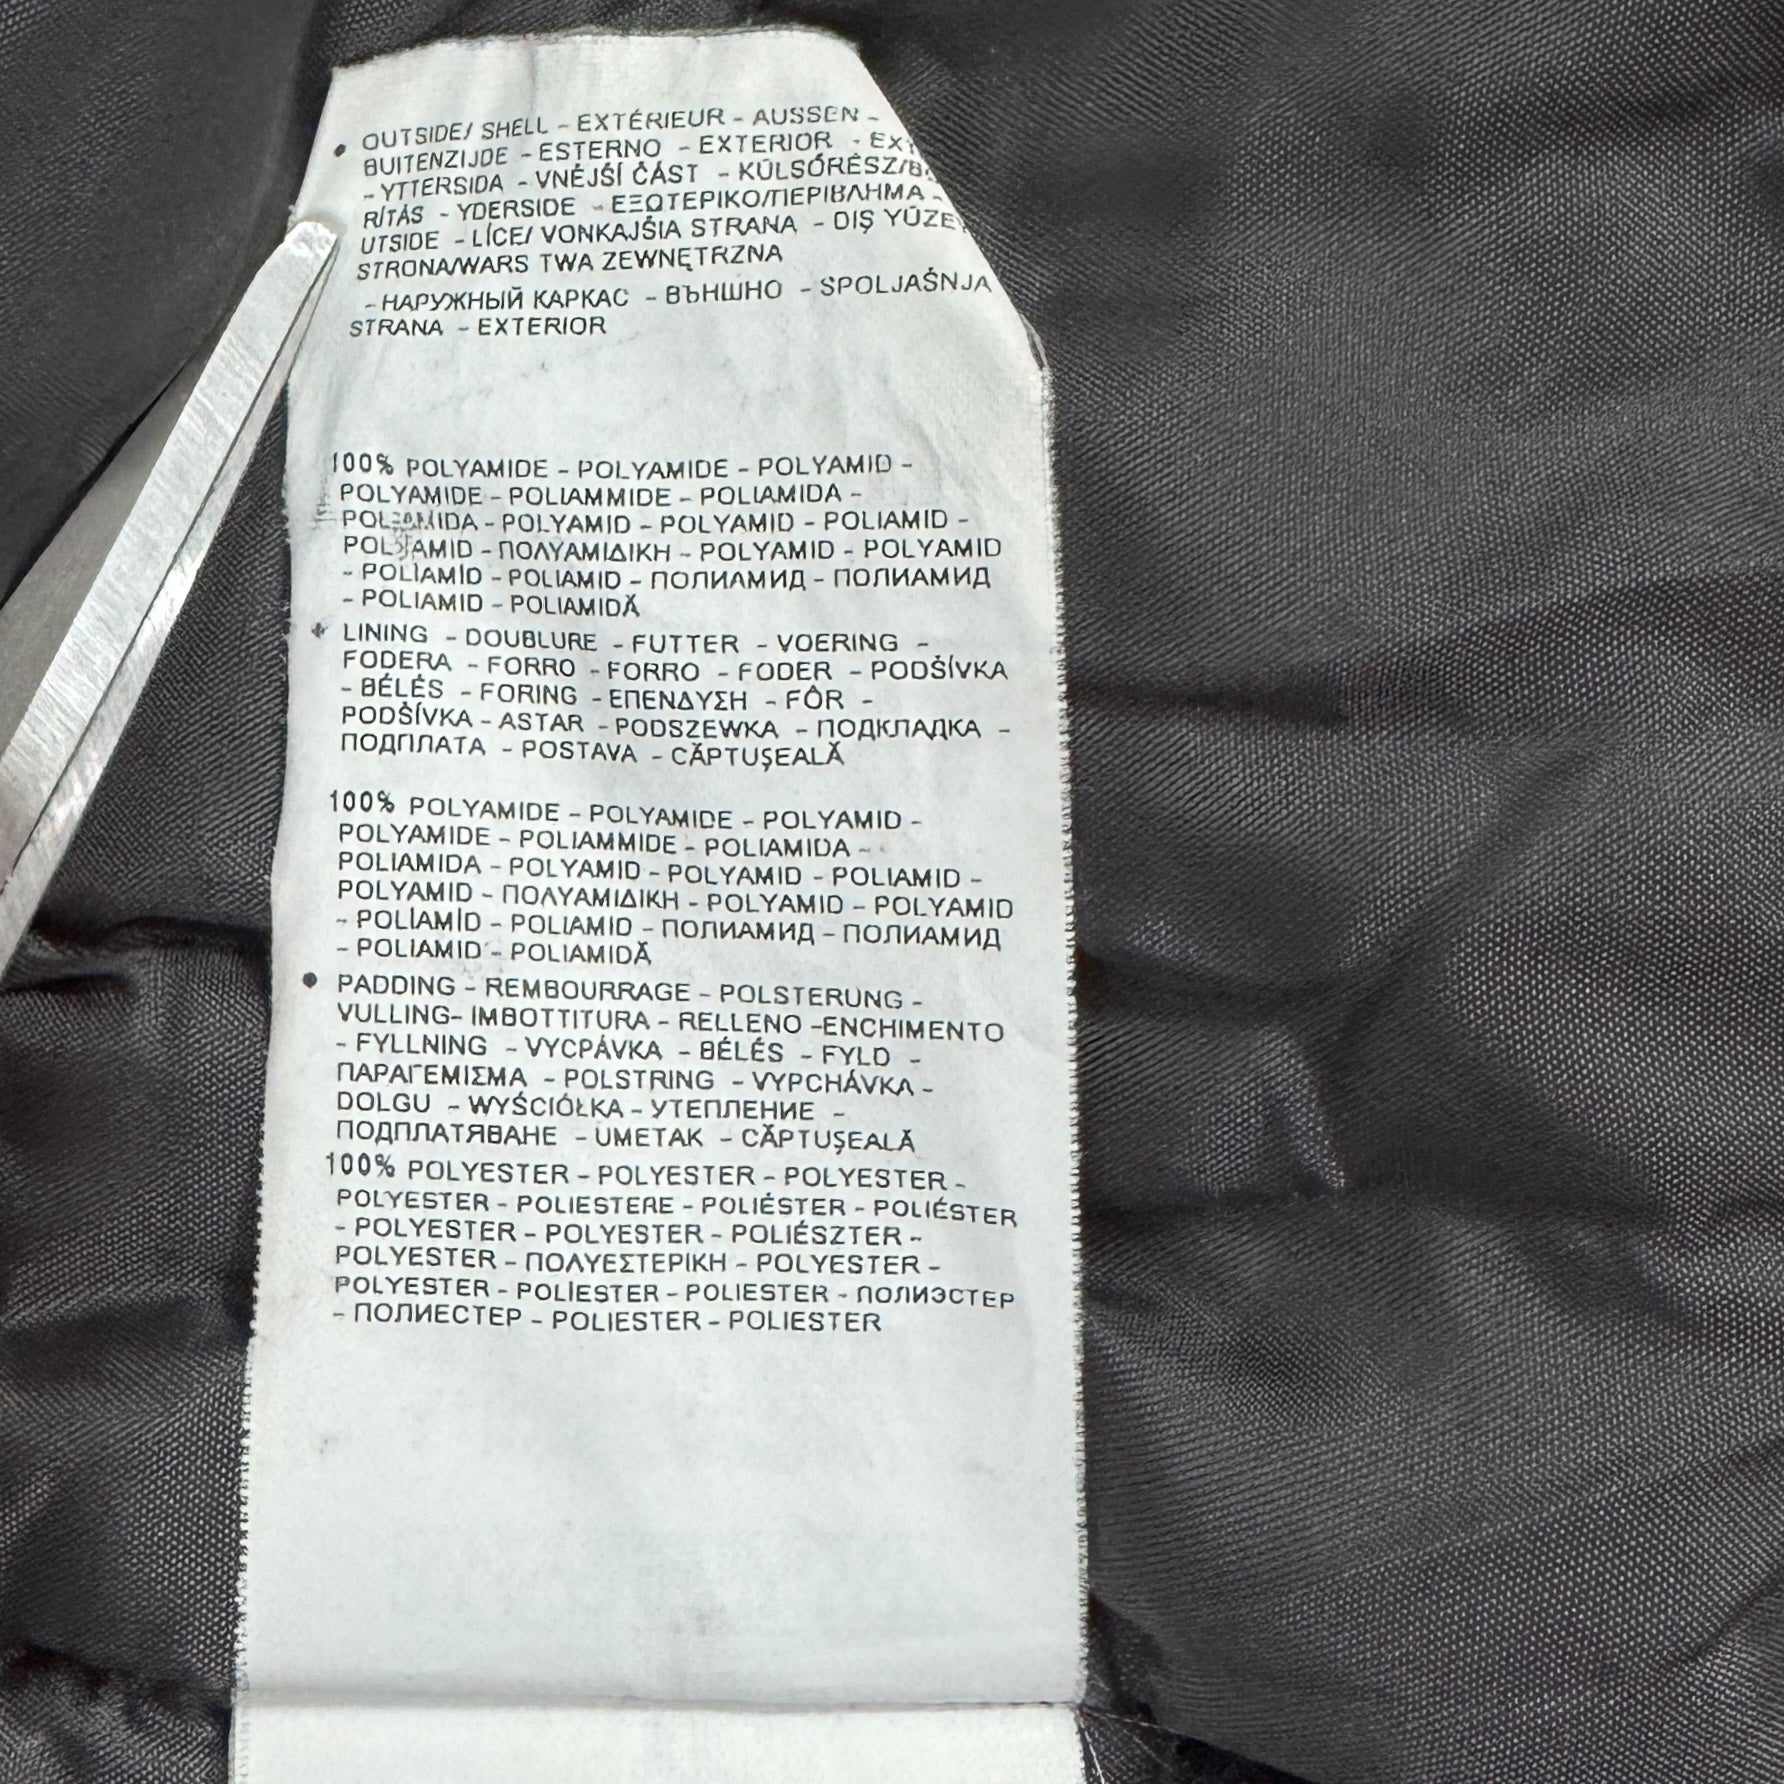 • OUTSIDE/ SHELL - EXTÉRIEUR - AUSSEN -
BUITENZIJDE - ESTERNO - EXTERIOR -
- YTTERSIDA - VNĚJŠÍ ČÁST - KÜLSŐRÉSZ/
RÍTÁS - YDERSIDE - ΕΞΩΤΕΡΙΚΟ/ΠΕΡΙΒΛΗΜΑ -
UTSIDE - LÍCE/ VONKAJŠIA STRANA - DIŞ
STRONA/WARS TWA ZEWNĘTRZNA
- НАРУЖНЫЙ КАРКАС - ВЪНШНО - SPOLJAŠNJA
STRANA - EXTERIOR
100% POLYAMIDE - POLYAMIDE - POLYAMID -
POLYAMIDE - POLIAMMIDE - POLIAMIDA -
POLIAMIDA - POLYAMID - POLYAMID - POLIAMID -
POLYAMID - ΠΟΛΥΑΜΙΔΙΚΗ - POLYAMID - POLYAMID
- POLİAMİD - POLIAMID - ПОЛИАМИД - ПОЛИАМИД
- POLIAMID - POLIAMIDĂ
• LINING - DOUBLURE - FUTTER - VOERING -
FODERA - FORRO - FORRO - FODER - PODŠÍVKA
- BÉLÉS - FORING - ΕΠΕΝΔΥΣΗ - FÔR -
PODŠÍVKA - ASTAR - PODSZEWKA - ПОДКЛАДКА -
ПОДПЛАТА - POSTAVA - CĂPTUŞEALĂ
100% POLYAMIDE - POLYAMIDE - POLYAMID -
POLYAMIDE - POLIAMMIDE - POLIAMIDA -
POLIAMIDA - POLYAMID - POLYAMID - POLIAMID -
POLYAMID - ΠΟΛΥΑΜΙΔΙΚΗ - POLYAMID - POLYAMID
- POLİAMİD - POLIAMID - ПОЛИАМИД - ПОЛИАМИД
- POLIAMID - POLIAMIDĂ
• PADDING - REMBOURRAGE - POLSTERUNG -
VULLING- IMBOTTITURA - RELLENO -ENCHIMENTO
- FYLLNING - VYCPÁVKA - BÉLÉS - FYLD -
ΠΑΡΑΓΕΜΙΣΜΑ - POLSTRING - VYPCHÁVKA -
DOLGU - WYŚCIÓŁKA - УТЕПЛЕНИЕ -
ПОДПЛАТЯВАНЕ - UMETAK - CĂPTUŞEALĂ
100% POLYESTER - POLYESTER - POLYESTER -
POLYESTER - POLIESTERE - POLIÉSTER - POLIÉSTER
- POLYESTER - POLYESTER - POLIÉSZTER -
POLYESTER - ΠΟΛΥΕΣΤΕΡΙΚΗ - POLYESTER -
POLYESTER - POLİESTER - POLIESTER - ПОЛИЭСТЕР
- ПОЛИЕСТЕР - POLIESTER - POLIESTER